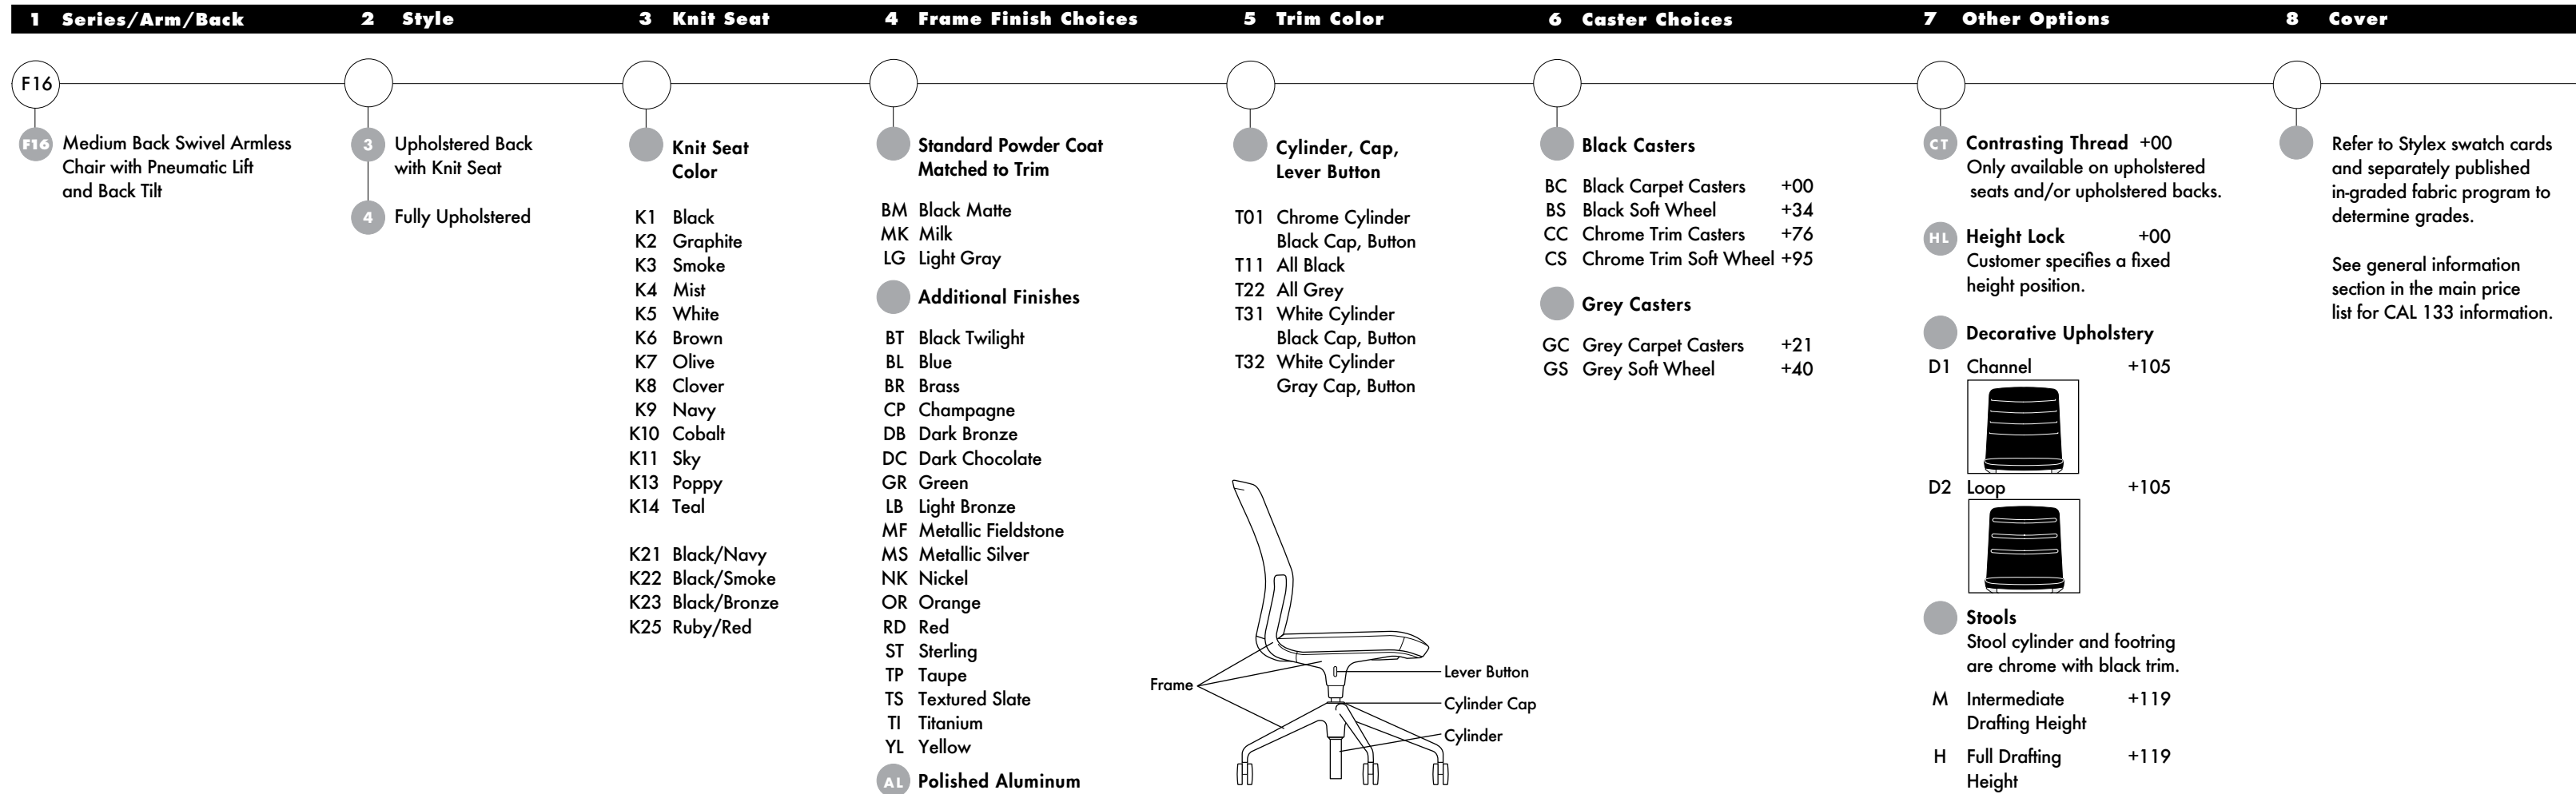 1 Series/Arm/Back 2 Style 3 Knit Seat 4 Frame Finish Choices 5 Trim Color 6 Caster Choices 7 Other Options 8 Cover
F16
F16 Medium Back Swivel Armless
Chair with Pneumatic Lift
and Back Tilt
3 Upholstered Back
with Knit Seat
4 Fully Upholstered
Knit Seat
Color
K1 Black
K2 Graphite
K3 Smoke
K4 Mist
K5 White
K6 Brown
K7 Olive
K8 Clover
K9 Navy
K10 Cobalt
K11 Sky
K13 Poppy
K14 Teal
K21 Black/Navy
K22 Black/Smoke
K23 Black/Bronze
K25 Ruby/Red
Standard Powder Coat
Matched to Trim
BM Black Matte
MK Milk
LG Light Gray
Additional Finishes
BT Black Twilight
BL Blue
BR Brass
CP Champagne
DB Dark Bronze
DC Dark Chocolate
GR Green
LB Light Bronze
MF Metallic Fieldstone
MS Metallic Silver
NK Nickel
OR Orange
RD Red
ST Sterling
TP Taupe
TS Textured Slate
TI Titanium
YL Yellow
AL Polished Aluminum
Cylinder, Cap,
Lever Button
T01 Chrome Cylinder
Black Cap, Button
T11 All Black
T22 All Grey
T31 White Cylinder
Black Cap, Button
T32 White Cylinder
Gray Cap, Button
Frame
Lever Button
Cylinder Cap
Cylinder
Black Casters
BC Black Carpet Casters +00
BS Black Soft Wheel +34
CC Chrome Trim Casters +76
CS Chrome Trim Soft Wheel +95
Grey Casters
GC Grey Carpet Casters +21
GS Grey Soft Wheel +40
CT Contrasting Thread +00
Only available on upholstered
seats and/or upholstered backs.
HL Height Lock +00
Customer specifies a fixed
height position.
Decorative Upholstery
D1 Channel +105
D2 Loop +105
Stools
Stool cylinder and footring
are chrome with black trim.
M Intermediate +119
Drafting Height
H Full Drafting +119
Height
Refer to Stylex swatch cards
and separately published
in-graded fabric program to
determine grades.
See general information
section in the main price
list for CAL 133 information.